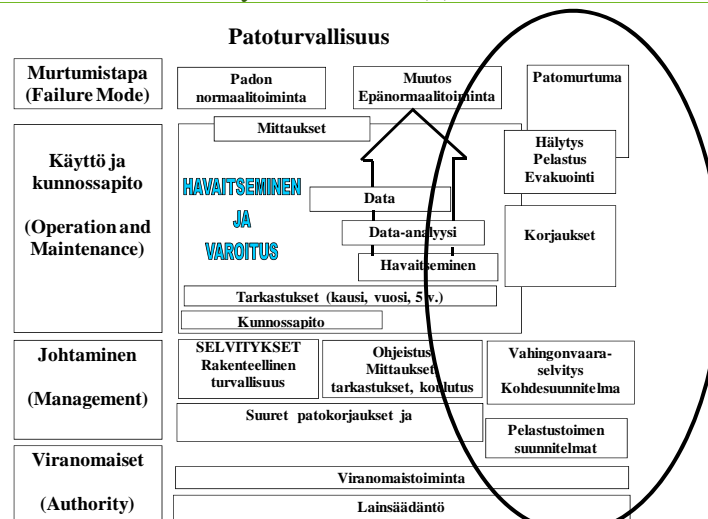 Patoturvallisuus
Murtumistapa
(Failure Mode)
Padon
normaalitoiminta
Muutos
Epänormaalitoiminta
Patomurtuma
Käyttö ja
kunnossapito
(Operation and
Maintenance)
Mittaukset
HAVAITSEMINEN
JA
VAROITUS
Data
Data-analyysi
Havaitseminen
Tarkastukset (kausi, vuosi, 5 v.)
Kunnossapito
Hälytys
Pelastus
Evakuointi
Korjaukset
Johtaminen
(Management)
SELVITYKSET
Rakenteellinen
turvallisuus
Ohjeistus
Mittaukset,
tarkastukset, koulutus
Vahingonvaara-
selvitys
Kohdesuunnitelma
Suuret patokorjaukset ja
Pelastustoimen
suunnitelmat
Viranomaiset
(Authority)
Viranomaistoiminta
Lainsäädäntö